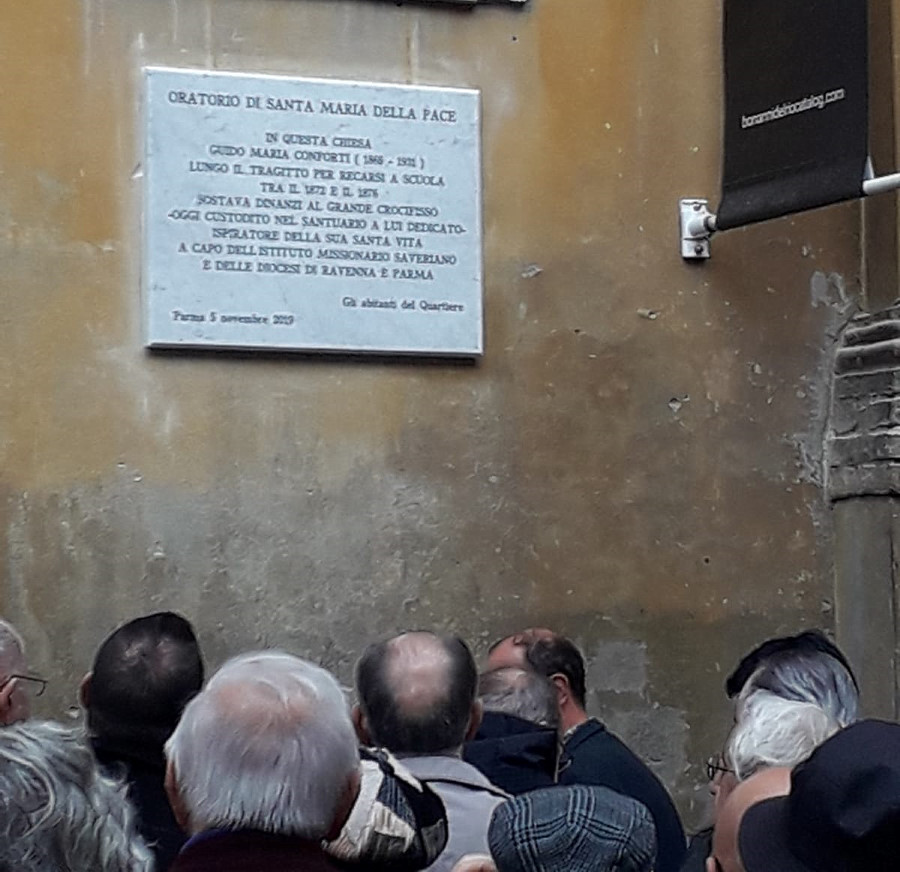 ORATORIO DI SANTA MARIA DELLA PACE
IN QUESTA CHIESA
GUIDO MARIA CONFORTI ( 1865 - 1931 )
LUNGO IL TRAGITTO PER RECARSI A SCUOLA
TRA IL 1872 E IL 1876
SOSTAVA DINANZI AL GRANDE CROCIFISSO
-OGGI CUSTODITO NEL SANTUARIO A LUI DEDICATO-
ISPIRATORE DELLA SUA SANTA VITA
A CAPO DELL'ISTITUTO MISSIONARIO SAVERIANO
E DELLE DIOCESI DI RAVENNA E PARMA
Gli abitanti del Quartiere
Parma 5 novembre 2019